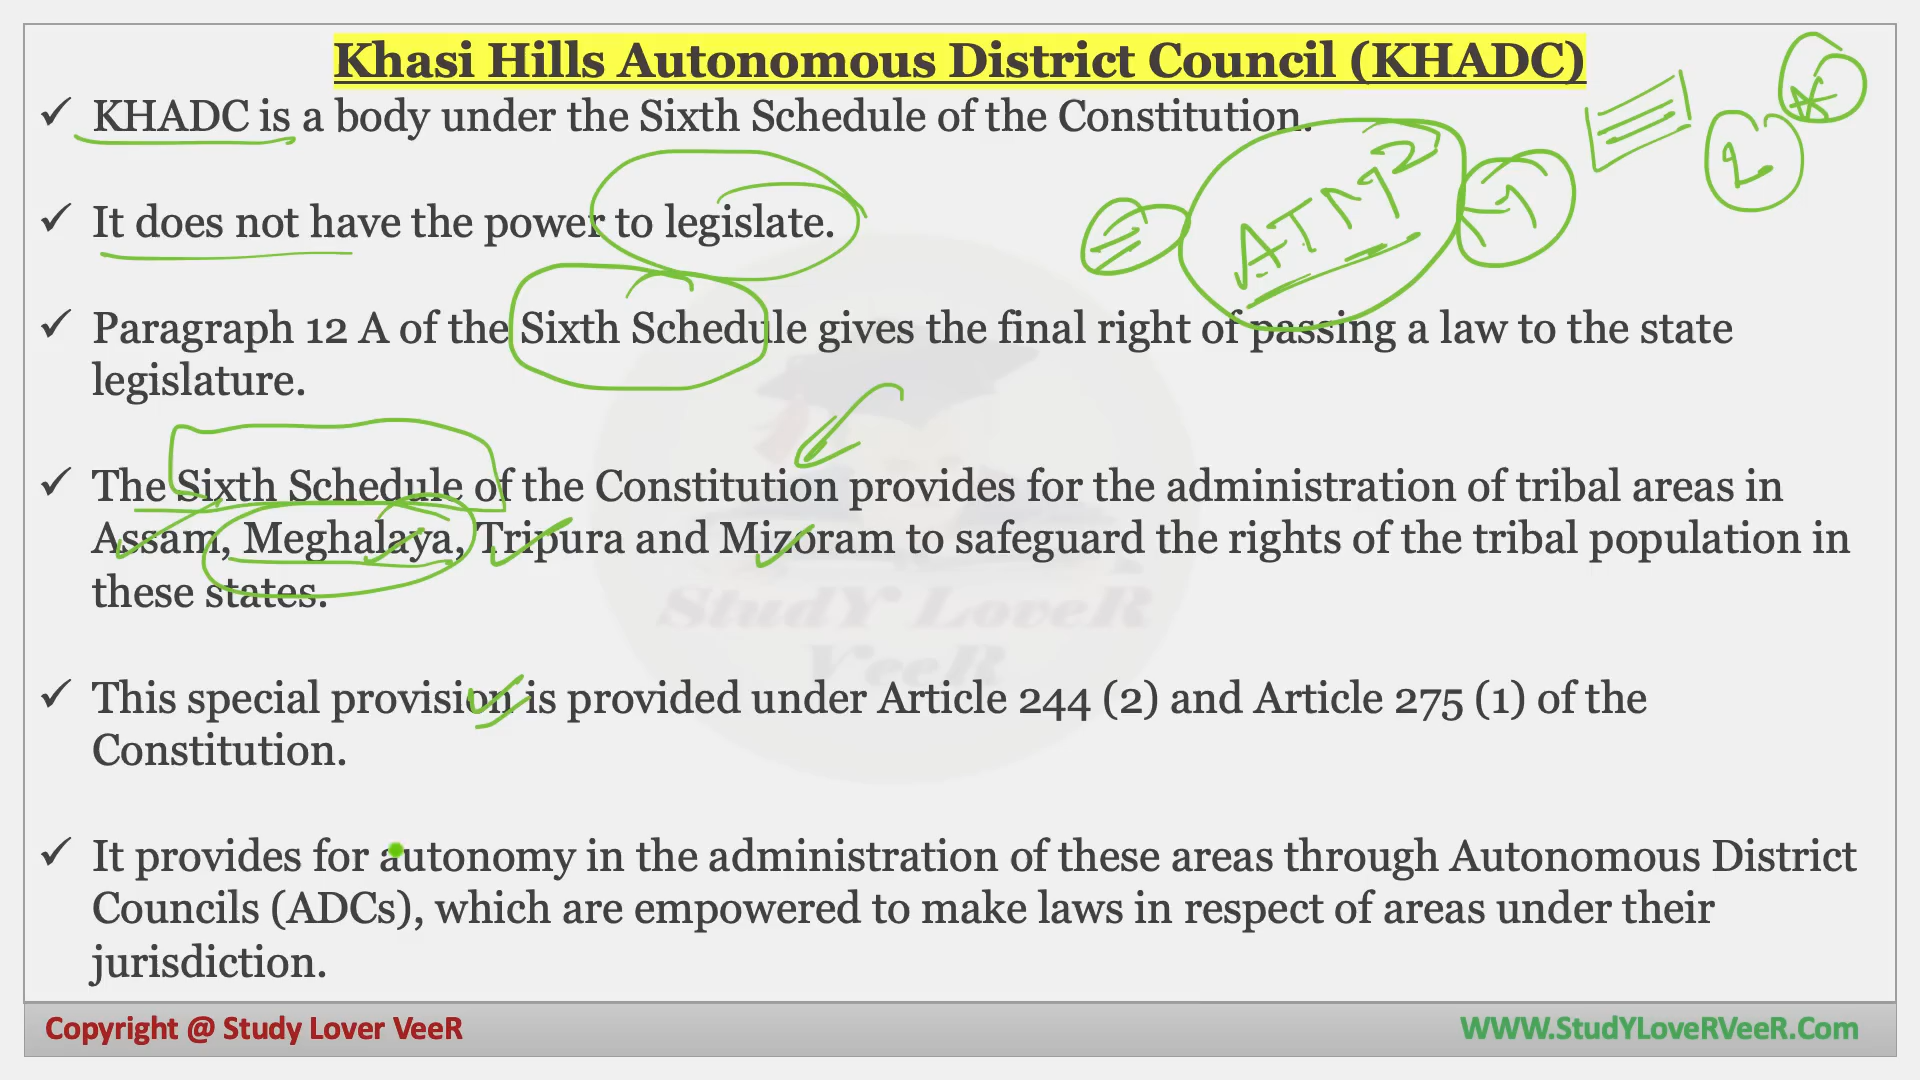 Khasi Hills Autonomous District Council (KHADC)
✓ KHADC is a body under the Sixth Schedule of the Constitution.
✓ It does not have the power to legislate.
ATM²
2
✓ Paragraph 12 A of the Sixth Schedule gives the final right of passing a law to the state
legislature.
✓ The Sixth Schedule of the Constitution provides for the administration of tribal areas in
Assam, Meghalaya, Tripura and Mizoram to safeguard the rights of the tribal population in
these states.
StudY LoveR
VeeR
✓ This special provision is provided under Article 244 (2) and Article 275 (1) of the
Constitution.
✓ It provides for autonomy in the administration of these areas through Autonomous District
Councils (ADCs), which are empowered to make laws in respect of areas under their
jurisdiction.
Copyright @ Study Lover VeeR
WWW.StudYLoveRVeeR.Com